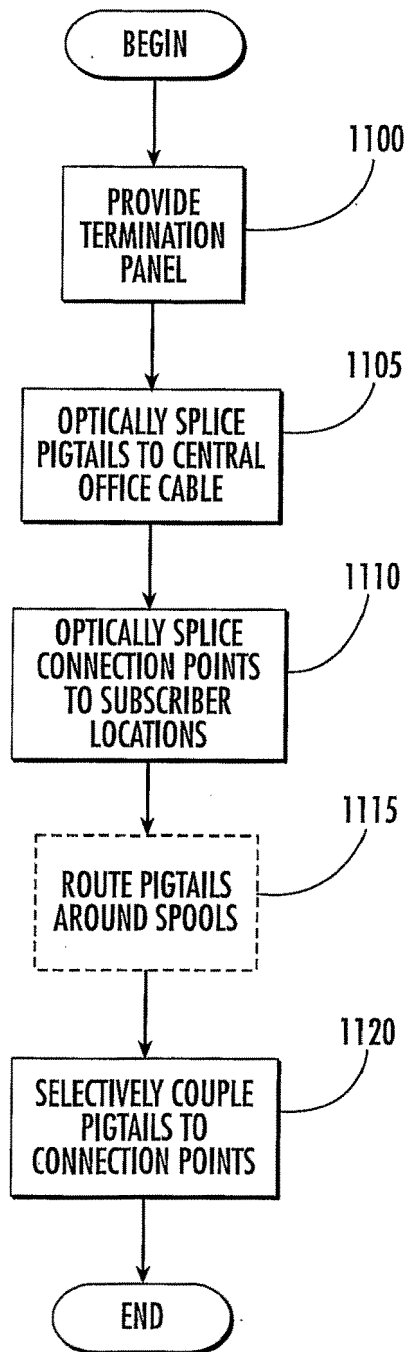 BEGIN
1100
PROVIDE
TERMINATION
PANEL
1105
OPTICALLY SPLICE
PIGTAILS TO CENTRAL
OFFICE CABLE
1110
OPTICALLY SPLICE
CONNECTION POINTS
TO SUBSCRIBER
LOCATIONS
1115
ROUTE PIGTAILS
AROUND SPOOLS
1120
SELECTIVELY COUPLE
PIGTAILS TO
CONNECTION POINTS
END